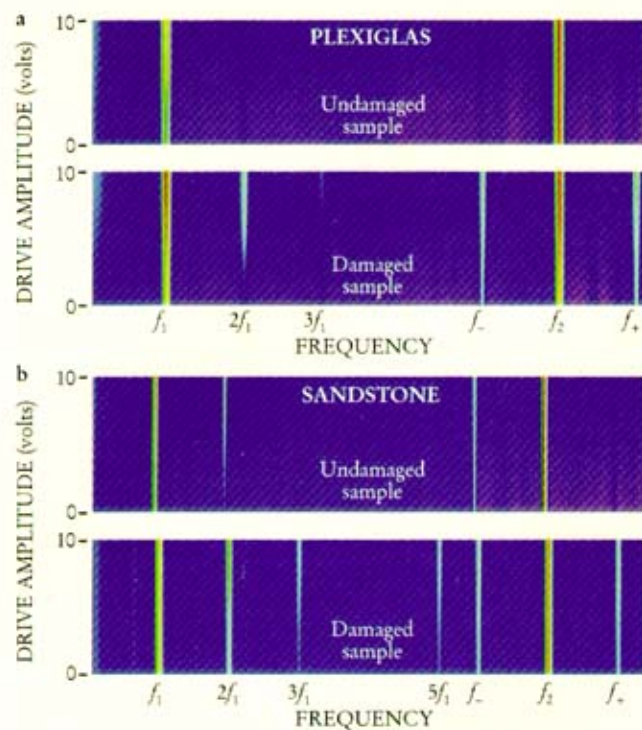 a
10
PLEXIGLAS
Undamaged
sample
0
10
Damaged
sample
0
DRIVE AMPLITUDE (volts)
f₁ 2f₁ 3f₁ f₋ f₂ f₊
FREQUENCY
b
10
SANDSTONE
Undamaged
sample
0
10
Damaged
sample
0
DRIVE AMPLITUDE (volts)
f₁ 2f₁ 3f₁ 5f₁ f₋ f₂ f₊
FREQUENCY